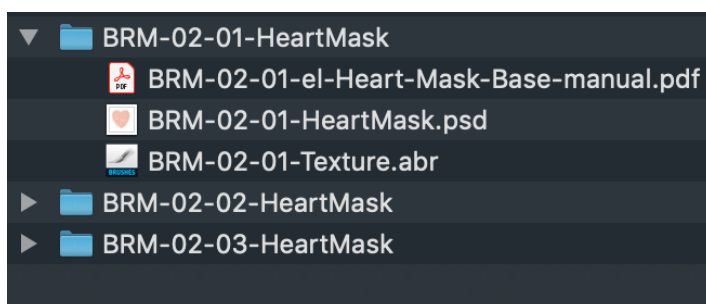 BRM-02-01-HeartMask
PDF
BRM-02-01-el-Heart-Mask-Base-manual.pdf
BRM-02-01-HeartMask.psd
BRUSHES
BRM-02-01-Texture.abr
BRM-02-02-HeartMask
BRM-02-03-HeartMask